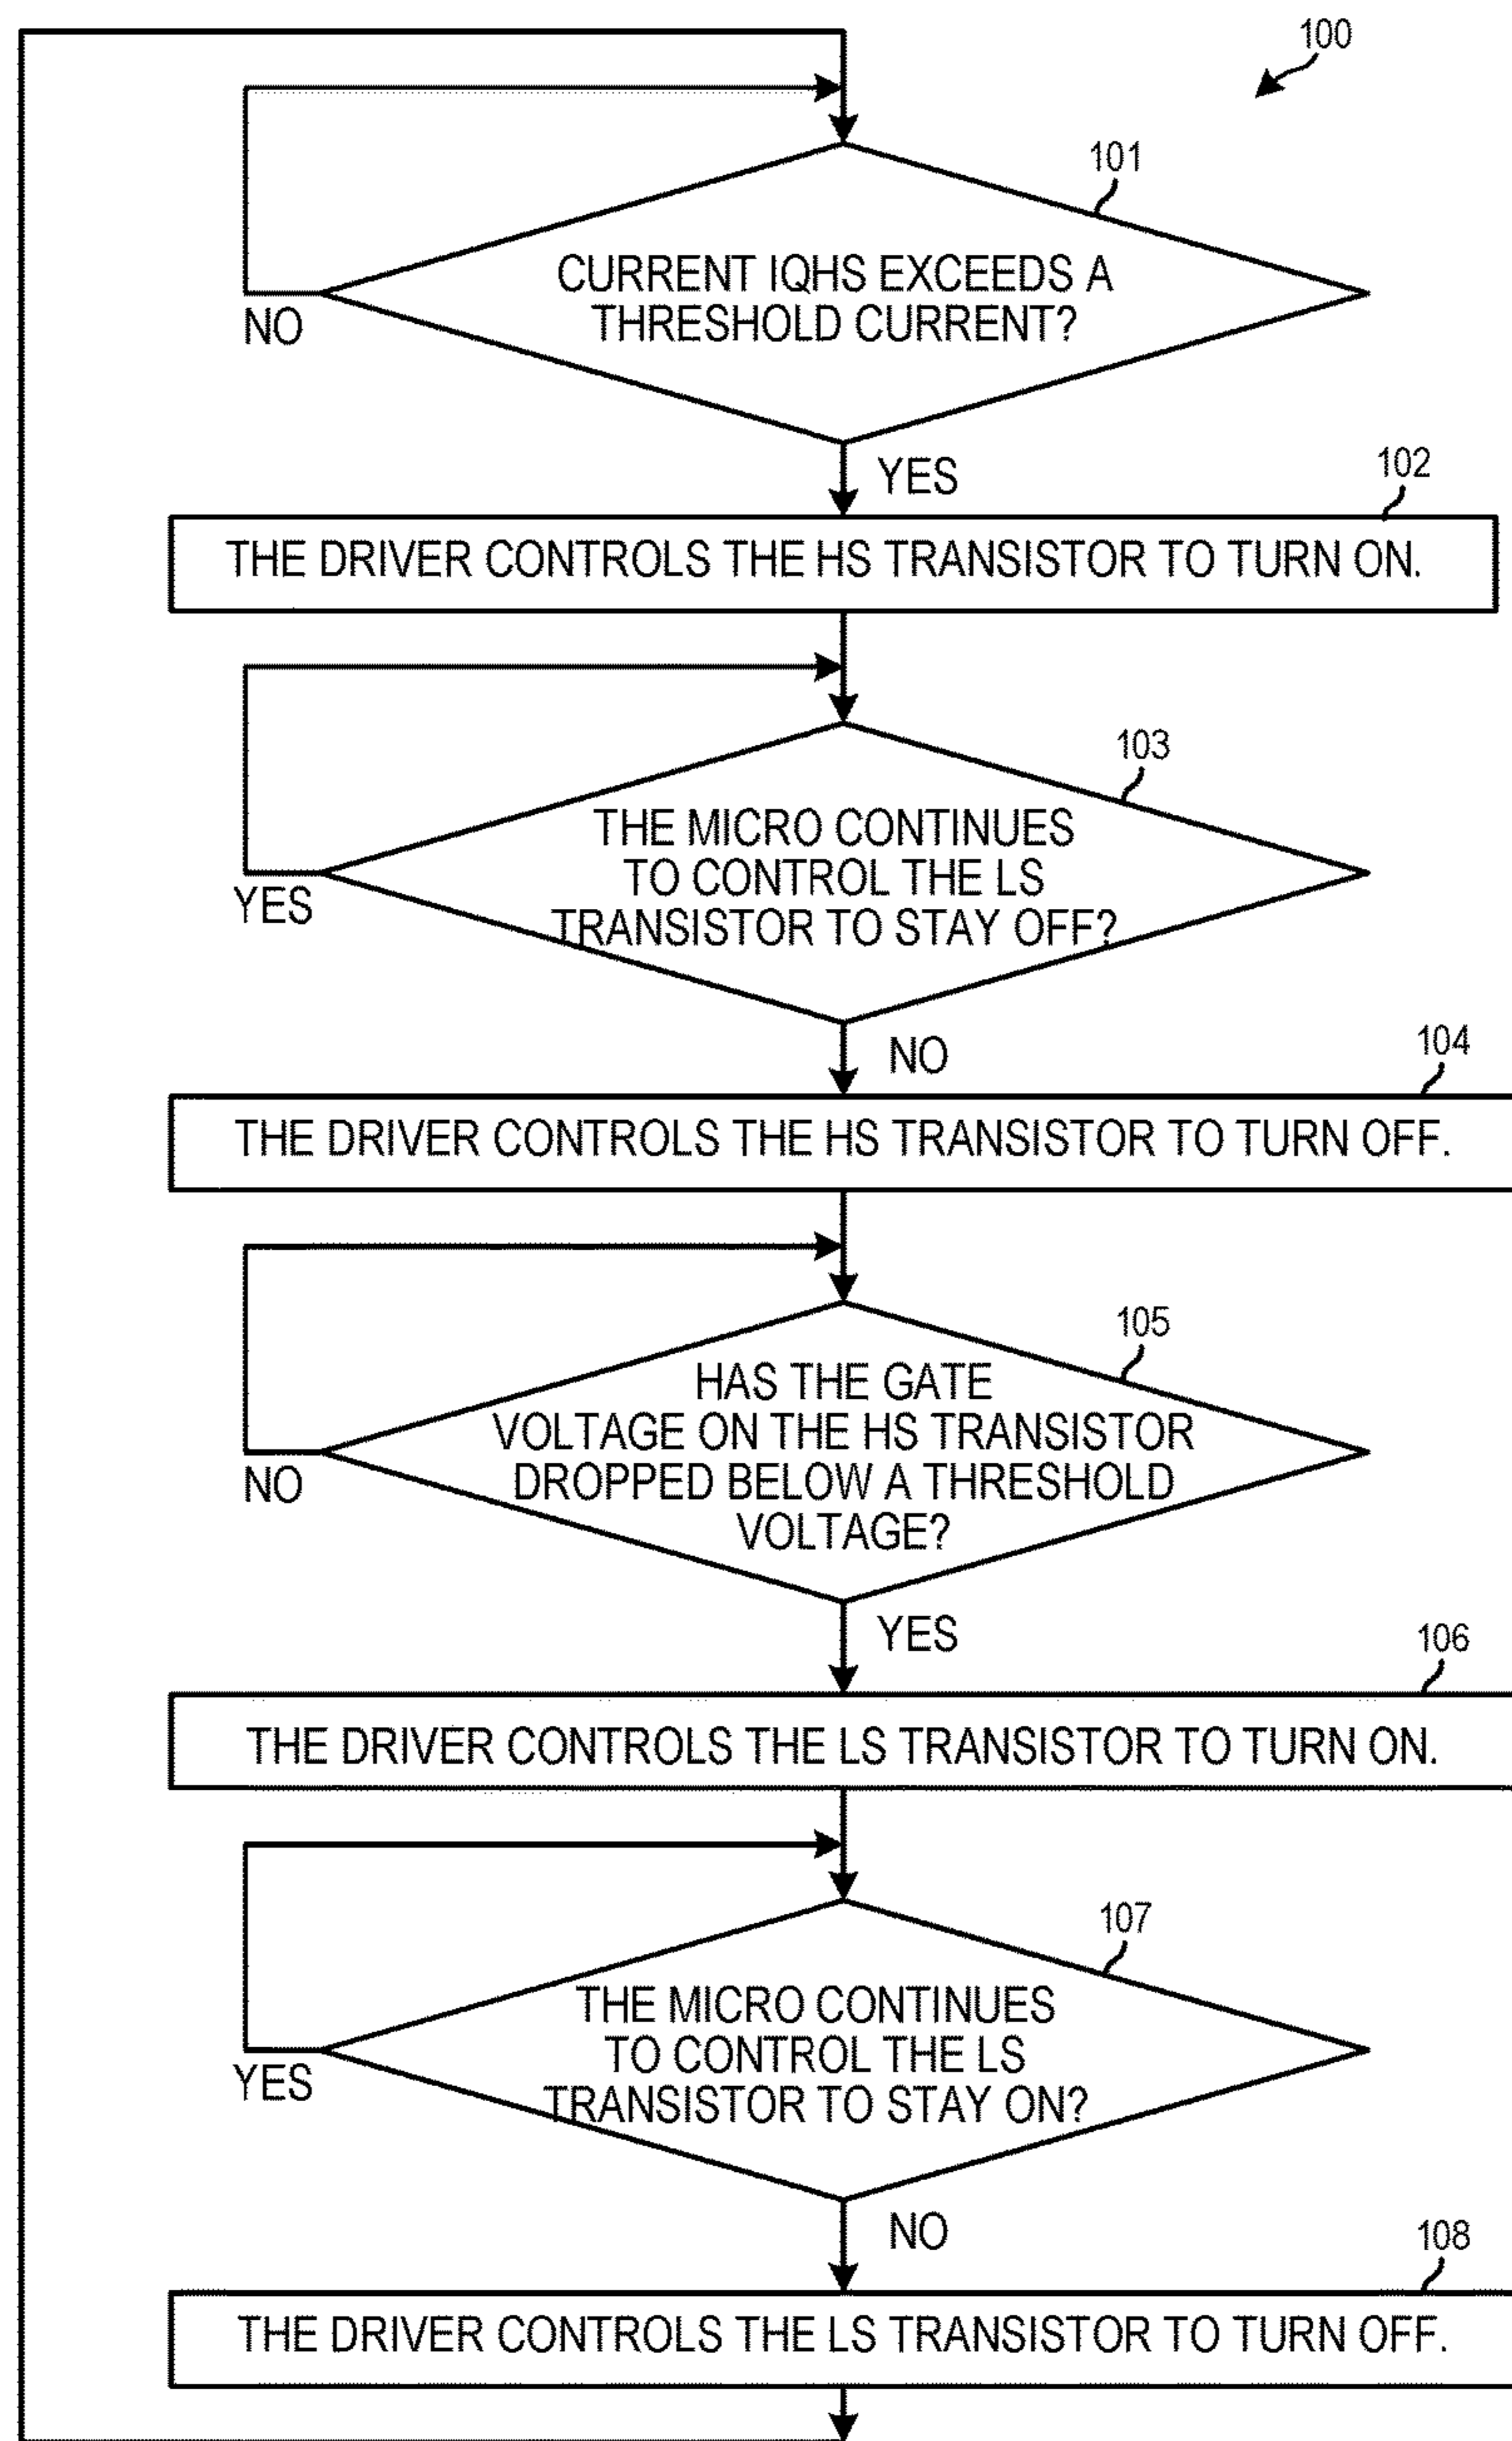 100
101
CURRENT IQHS EXCEEDS A
THRESHOLD CURRENT?
NO
YES
102
THE DRIVER CONTROLS THE HS TRANSISTOR TO TURN ON.
103
THE MICRO CONTINUES
TO CONTROL THE LS
TRANSISTOR TO STAY OFF?
YES
NO
104
THE DRIVER CONTROLS THE HS TRANSISTOR TO TURN OFF.
105
HAS THE GATE
VOLTAGE ON THE HS TRANSISTOR
DROPPED BELOW A THRESHOLD
VOLTAGE?
NO
YES
106
THE DRIVER CONTROLS THE LS TRANSISTOR TO TURN ON.
107
THE MICRO CONTINUES
TO CONTROL THE LS
TRANSISTOR TO STAY ON?
YES
NO
108
THE DRIVER CONTROLS THE LS TRANSISTOR TO TURN OFF.